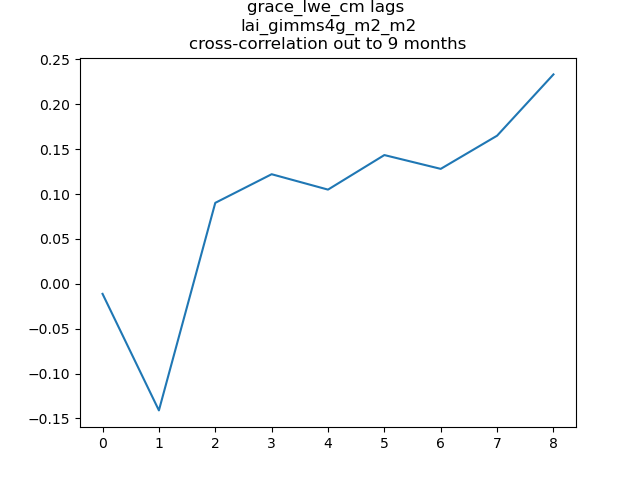 grace_lwe_cm lags
lai_gimms4g_m2_m2
cross-correlation out to 9 months
0.25
0.20
0.15
0.10
0.05
0.00
−0.05
−0.10
−0.15
0 1 2 3 4 5 6 7 8